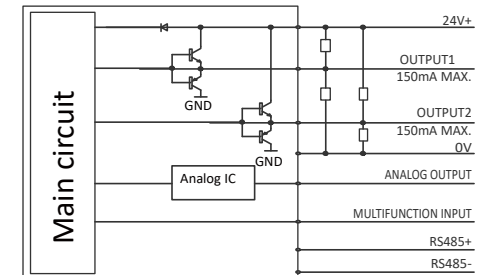 Main circuit
24V+
OUTPUT1
150mA MAX.
GND
OUTPUT2
150mA MAX.
0V
GND
Analog IC
ANALOG OUTPUT
MULTIFUNCTION INPUT
RS485+
RS485-